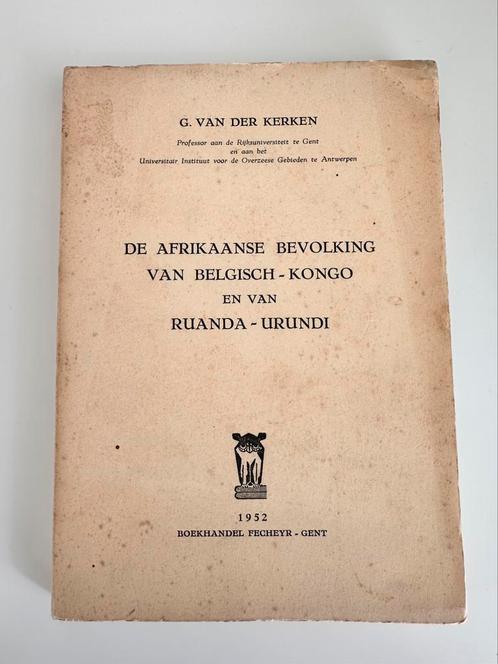 G. VAN DER KERKEN
Professor aan de Rijksuniversiteit te Gent
en aan het
Universitair Instituut voor de Overzeese Gebieden te Antwerpen
DE AFRIKAANSE BEVOLKING
VAN BELGISCH-KONGO
EN VAN
RUANDA-URUNDI
1952
BOEKHANDEL FECHEYR - GENT